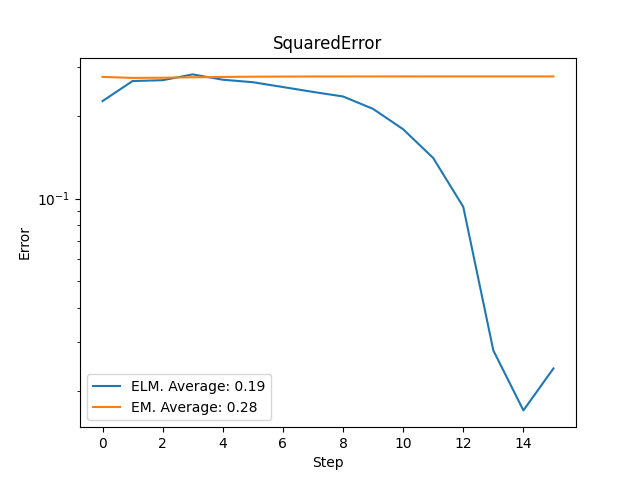 SquaredError
10⁻¹
Error
ELM. Average: 0.19
EM. Average: 0.28
0 2 4 6 8 10 12 14
Step